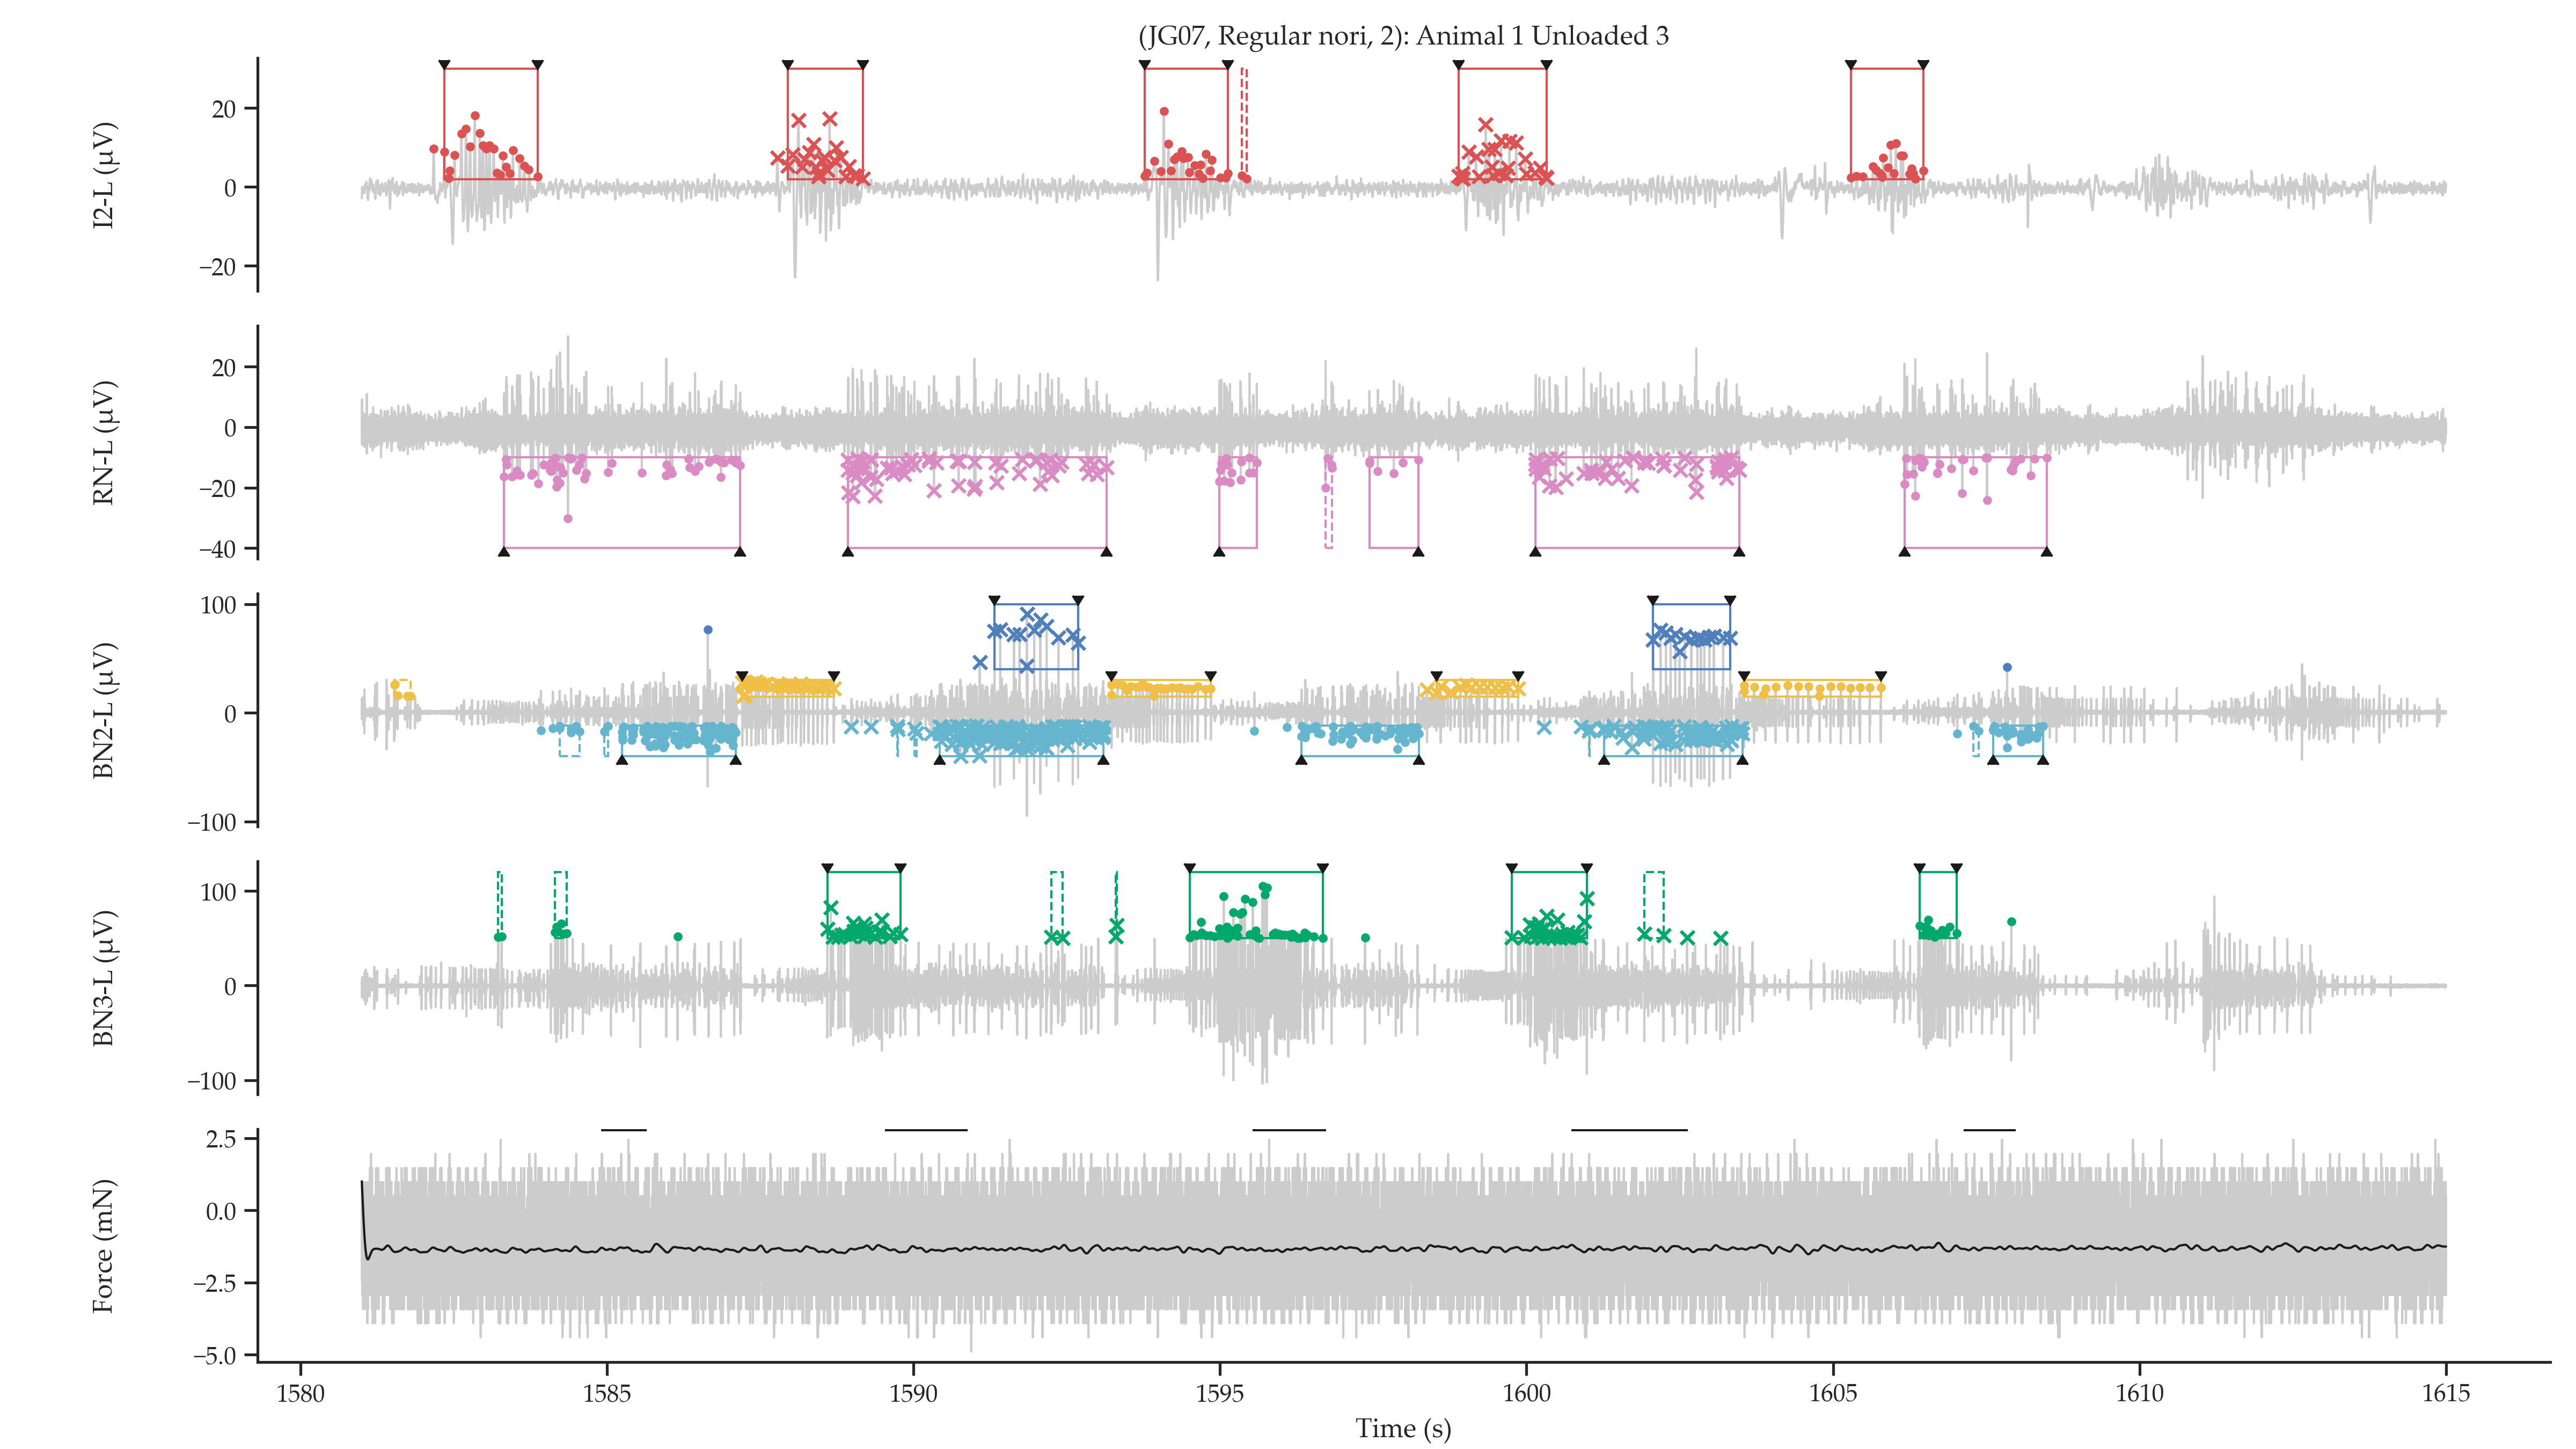 (JG07, Regular nori, 2): Animal 1 Unloaded 3
I2-L (µV)
20
0
−20
RN-L (µV)
20
0
−20
−40
BN2-L (µV)
100
0
−100
BN3-L (µV)
100
0
−100
Force (mN)
2.5
0.0
−2.5
−5.0
1580 1585 1590 1595 1600 1605 1610 1615
Time (s)